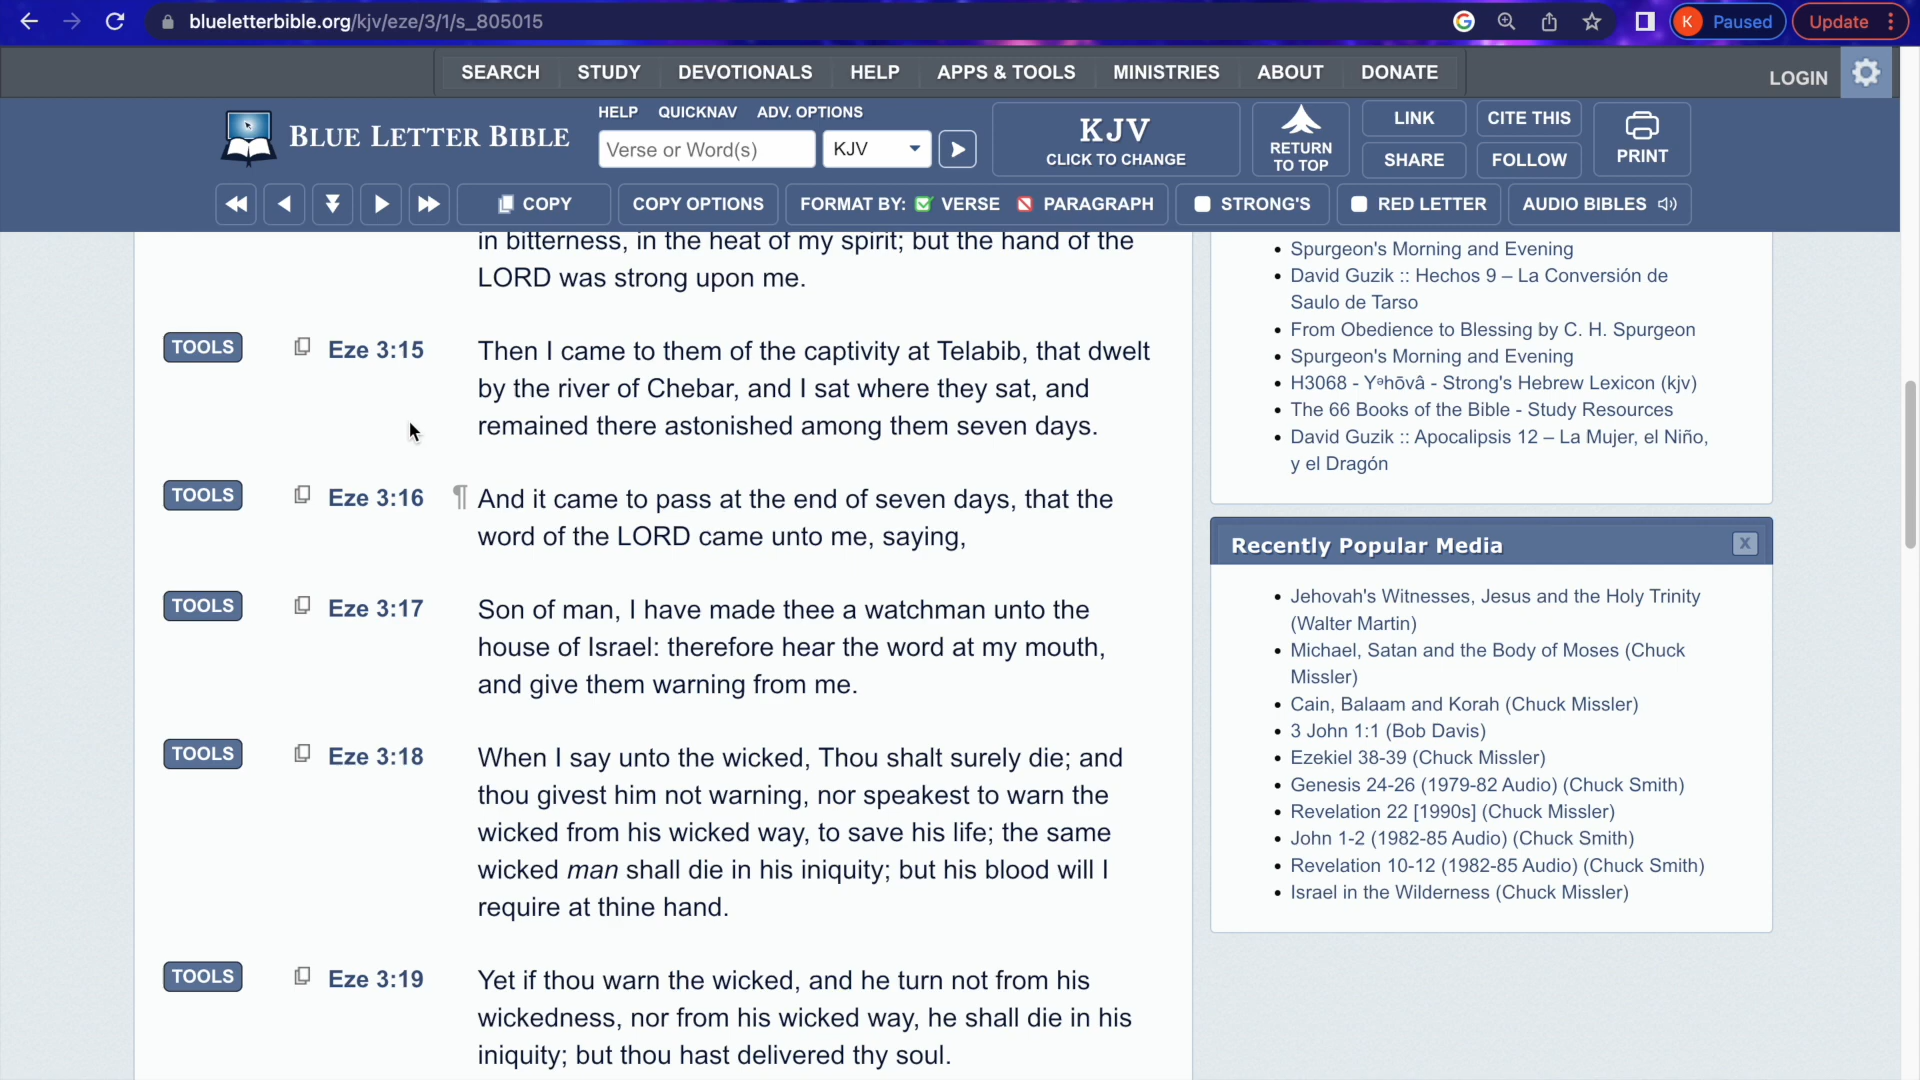 blueletterbible.org/kjv/eze/3/1/s_805015
K Paused
Update
SEARCH STUDY DEVOTIONALS HELP APPS & TOOLS MINISTRIES ABOUT DONATE
LOGIN
BLUE LETTER BIBLE
HELP QUICKNAV ADV. OPTIONS
Verse or Word(s)
KJV
KJV
CLICK TO CHANGE
RETURN
TO TOP
LINK
CITE THIS
SHARE
FOLLOW
PRINT
COPY
COPY OPTIONS
FORMAT BY: VERSE PARAGRAPH
STRONG'S
RED LETTER
AUDIO BIBLES
in bitterness, in the heat of my spirit; but the hand of the
LORD was strong upon me.
TOOLS
Eze 3:15
Then I came to them of the captivity at Telabib, that dwelt
by the river of Chebar, and I sat where they sat, and
remained there astonished among them seven days.
TOOLS
Eze 3:16
¶ And it came to pass at the end of seven days, that the
word of the LORD came unto me, saying,
TOOLS
Eze 3:17
Son of man, I have made thee a watchman unto the
house of Israel: therefore hear the word at my mouth,
and give them warning from me.
TOOLS
Eze 3:18
When I say unto the wicked, Thou shalt surely die; and
thou givest him not warning, nor speakest to warn the
wicked from his wicked way, to save his life; the same
wicked man shall die in his iniquity; but his blood will I
require at thine hand.
TOOLS
Eze 3:19
Yet if thou warn the wicked, and he turn not from his
wickedness, nor from his wicked way, he shall die in his
iniquity; but thou hast delivered thy soul.
Spurgeon's Morning and Evening
David Guzik :: Hechos 9 – La Conversión de
Saulo de Tarso
From Obedience to Blessing by C. H. Spurgeon
Spurgeon's Morning and Evening
H3068 - Yᵊhōvâ - Strong's Hebrew Lexicon (kjv)
The 66 Books of the Bible - Study Resources
David Guzik :: Apocalipsis 12 – La Mujer, el Niño,
y el Dragón
Recently Popular Media
X
Jehovah's Witnesses, Jesus and the Holy Trinity
(Walter Martin)
Michael, Satan and the Body of Moses (Chuck
Missler)
Cain, Balaam and Korah (Chuck Missler)
3 John 1:1 (Bob Davis)
Ezekiel 38-39 (Chuck Missler)
Genesis 24-26 (1979-82 Audio) (Chuck Smith)
Revelation 22 [1990s] (Chuck Missler)
John 1-2 (1982-85 Audio) (Chuck Smith)
Revelation 10-12 (1982-85 Audio) (Chuck Smith)
Israel in the Wilderness (Chuck Missler)